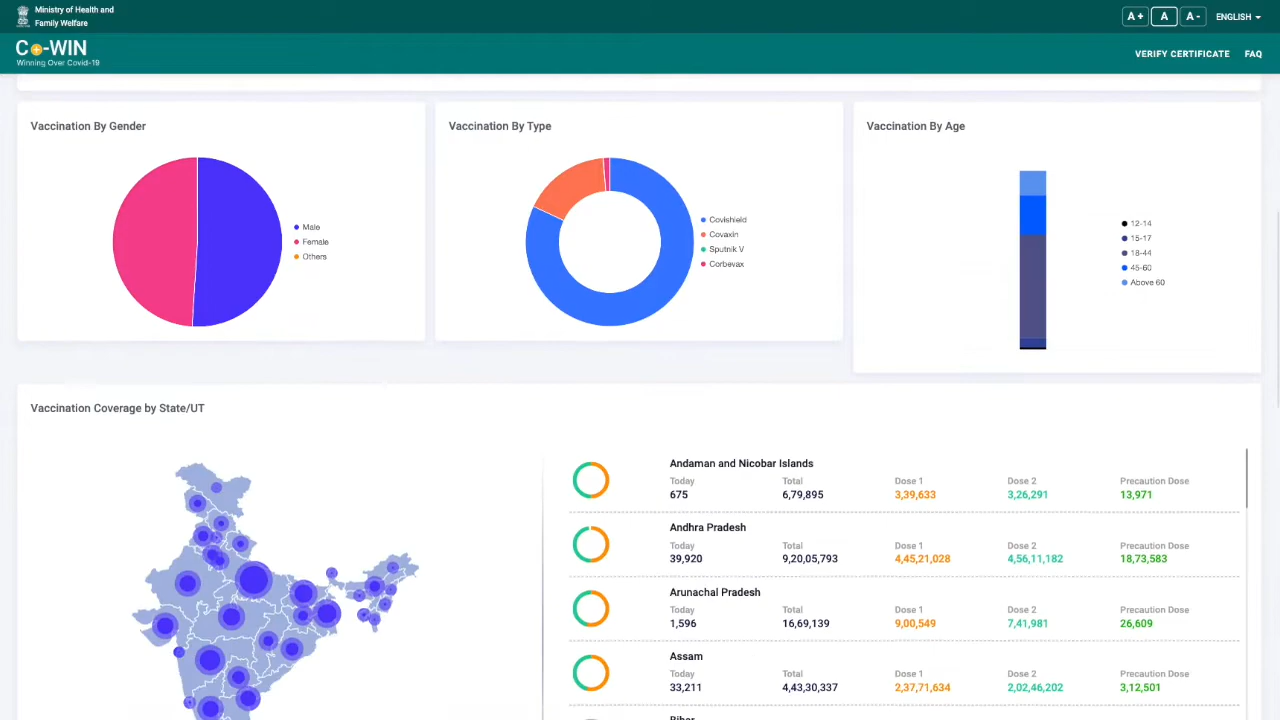 Ministry of Health and
Family Welfare
A+ A A- ENGLISH
Co-WIN
Winning Over Covid-19
VERIFY CERTIFICATE FAQ
Vaccination By Gender
Male
Female
Others
Vaccination By Type
Covishield
Covaxin
Sputnik V
Corbevax
Vaccination By Age
12-14
15-17
18-44
45-60
Above 60
Vaccination Coverage by State/UT
Andaman and Nicobar Islands
Today Total Dose 1 Dose 2 Precaution Dose
675 6,79,895 3,39,633 3,26,291 13,971
Andhra Pradesh
Today Total Dose 1 Dose 2 Precaution Dose
39,920 9,20,05,793 4,45,21,028 4,56,11,182 18,73,583
Arunachal Pradesh
Today Total Dose 1 Dose 2 Precaution Dose
1,596 16,69,139 9,00,549 7,41,981 26,609
Assam
Today Total Dose 1 Dose 2 Precaution Dose
33,211 4,43,30,337 2,37,71,634 2,02,46,202 3,12,501
Bihar